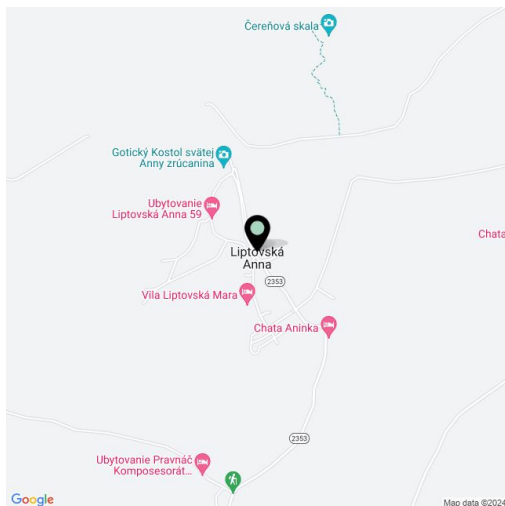 Čereňová skala
Gotický Kostol svätej
Anny zrúcanina
Ubytovanie
Liptovská Anna 59
Chata
Liptovská
Anna
2353
Vila Liptovská Mara
Chata Aninka
2353
Ubytovanie Pravnáč
Komposesorát...
Google
Map data ©2024